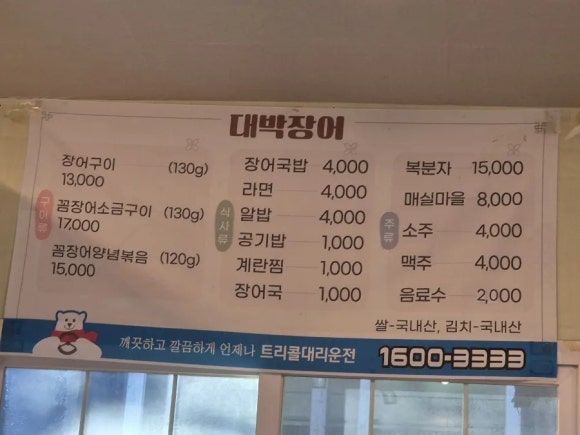 대박장어
구이류
장어구이 (130g)
13,000
꼼장어소금구이 (130g)
17,000
꼼장어양념볶음 (120g)
15,000
식사류
장어국밥 4,000
라면 4,000
알밥 4,000
공기밥 1,000
계란찜 1,000
장어국 1,000
주류
복분자 15,000
매실마을 8,000
소주 4,000
맥주 4,000
음료수 2,000
쌀-국내산, 김치-국내산
깨끗하고 깔끔하게 언제나 트리콜대리운전 1600-3333